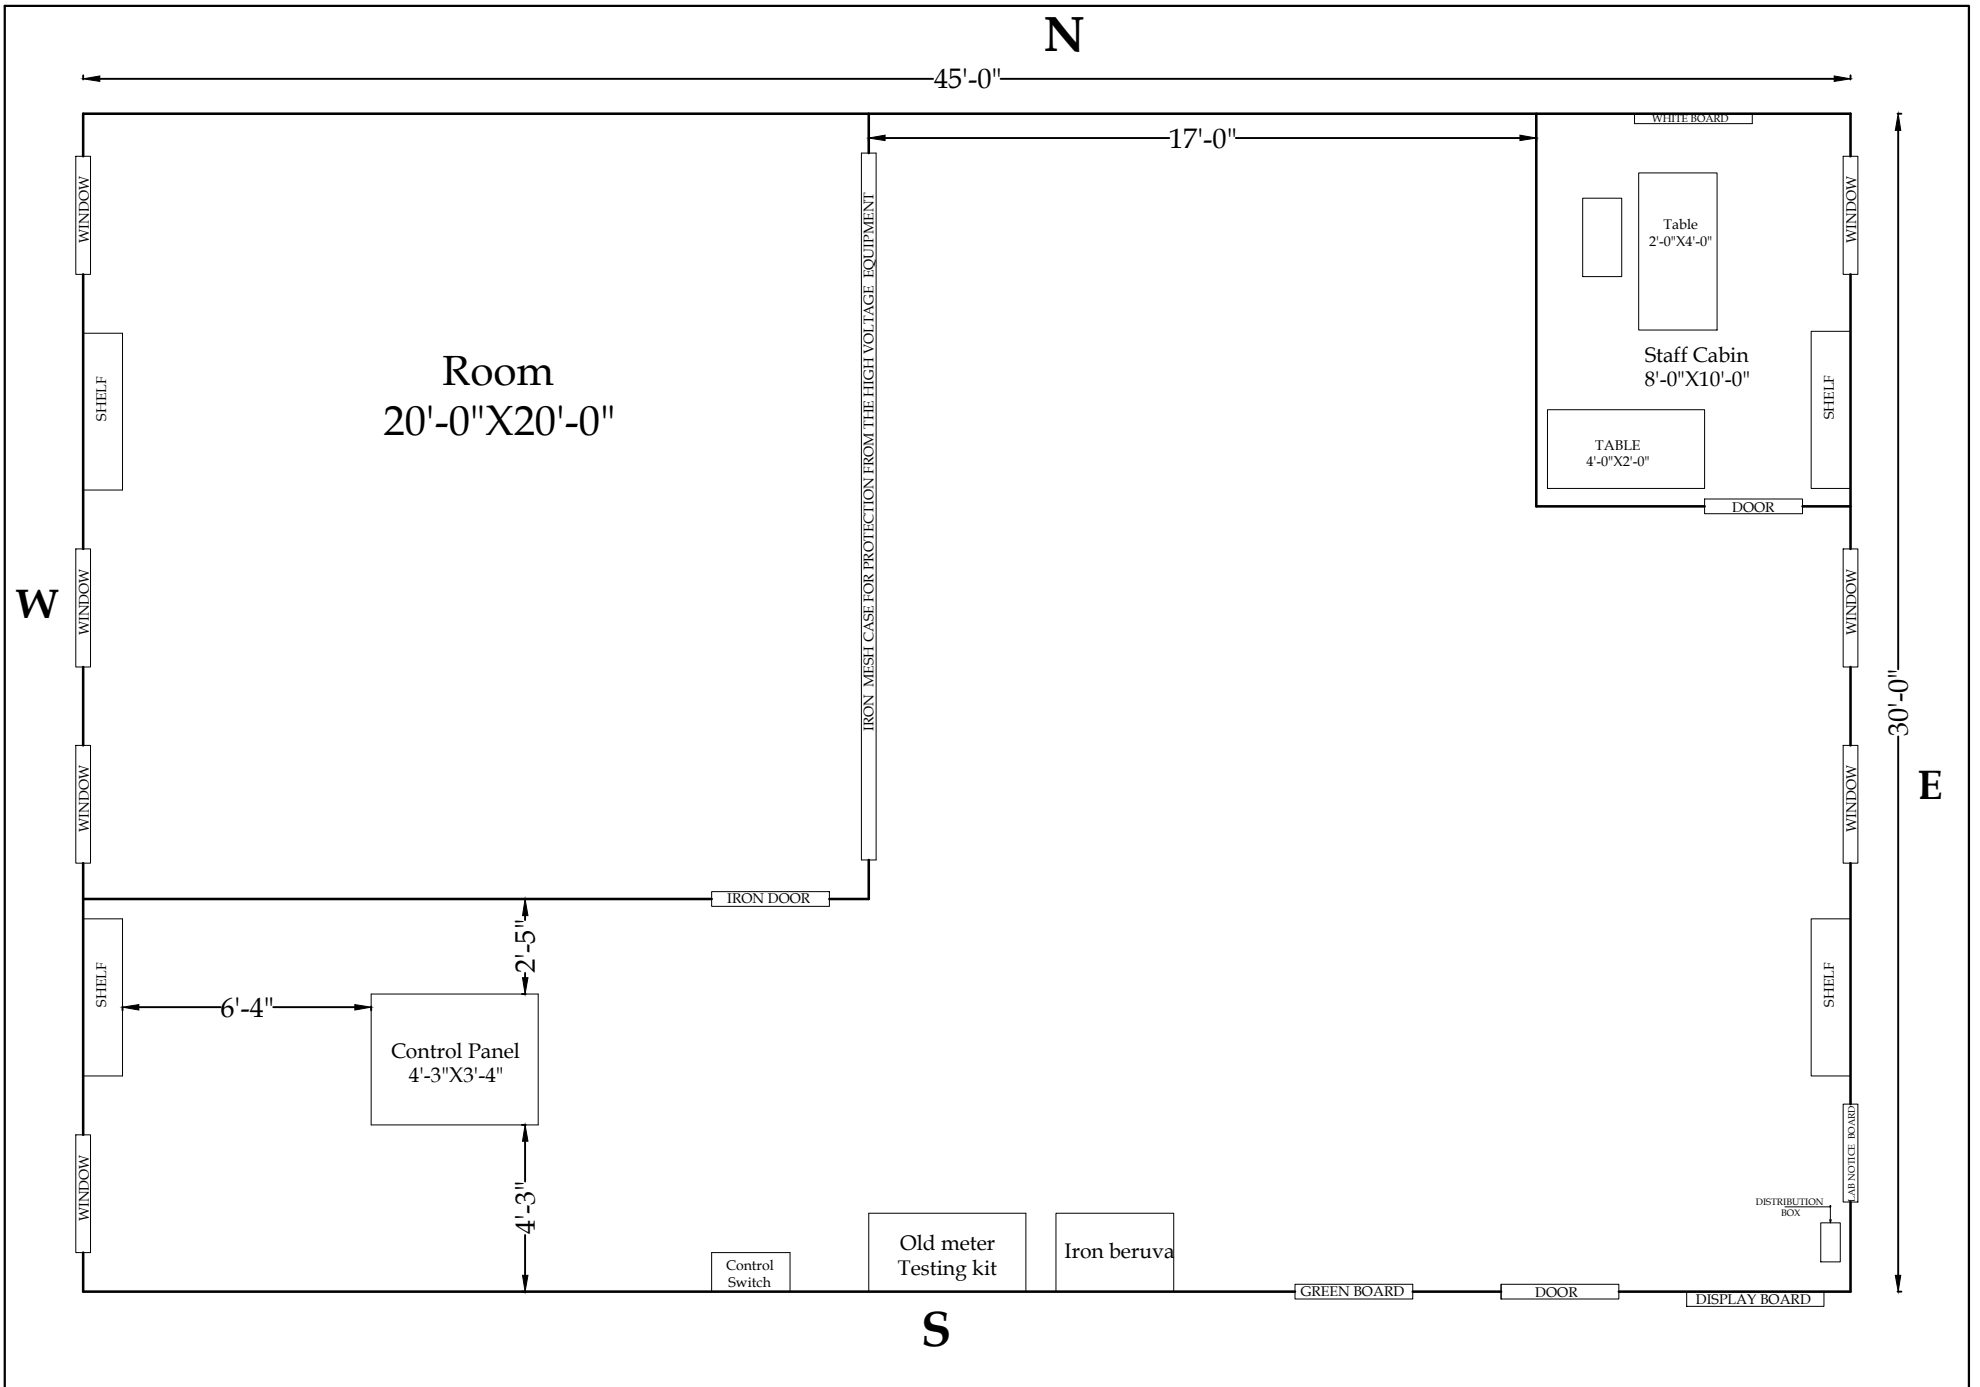 N
45'-0"
WHITE BOARD
17'-0"
WINDOW
WINDOW
Table
2'-0"X4'-0"
IRON MESH CASE FOR PROTECTION FROM THE HIGH VOLTAGE EQUIPMENT
Room
20'-0"X20'-0"
SHELF
Staff Cabin
8'-0"X10'-0"
SHELF
TABLE
4'-0"X2'-0"
DOOR
W
WINDOW
WINDOW
30'-0"
E
WINDOW
WINDOW
IRON DOOR
2'-5"
SHELF
6'-4"
SHELF
Control Panel
4'-3"X3'-4"
LAB NOTICE BOARD
WINDOW
4'-3"
DISTRIBUTION
BOX
Old meter
Testing kit
Iron beruva
Control
Switch
GREEN BOARD
DOOR
DISPLAY BOARD
S